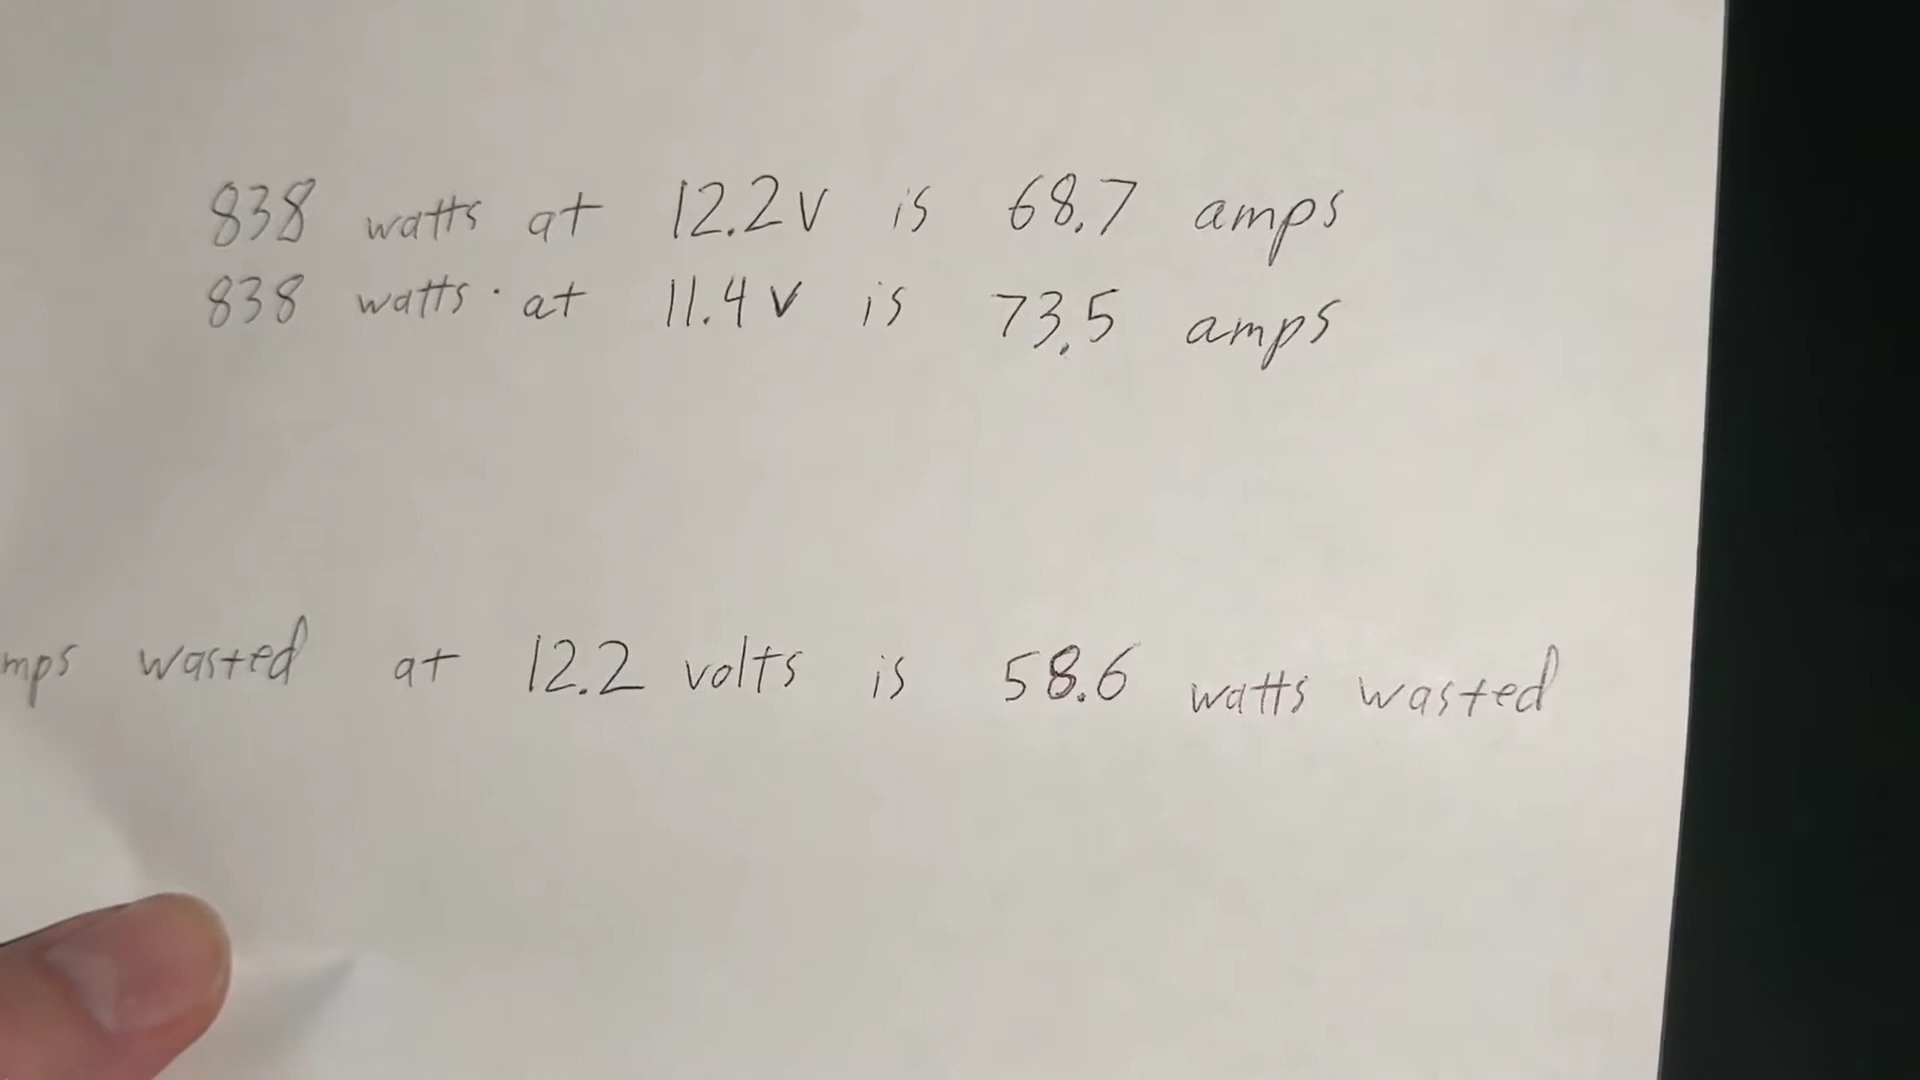 838 watts at 12.2v is 68.7 amps
838 watts at 11.4v is 73.5 amps
mps wasted at 12.2 volts is 58.6 watts wasted